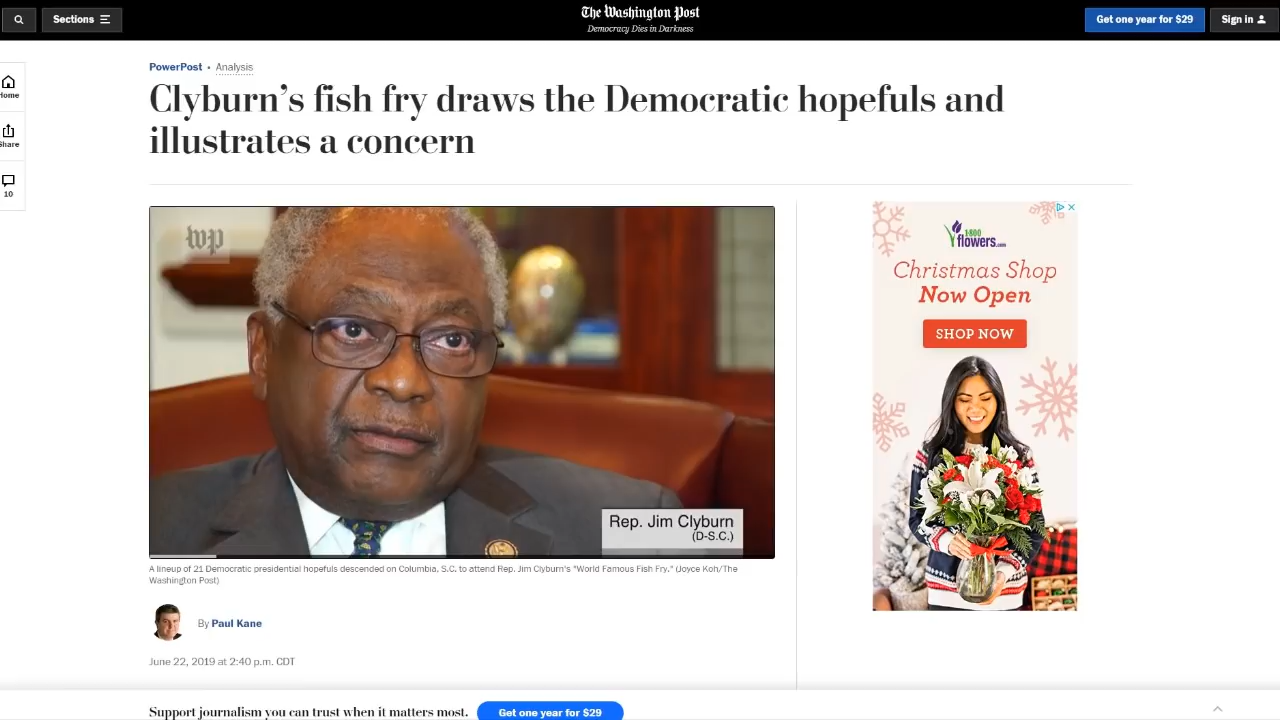 Sections
The Washington Post
Democracy Dies in Darkness
Get one year for $29
Sign in
Home
Share
10
PowerPost • Analysis
Clyburn’s fish fry draws the Democratic hopefuls and
illustrates a concern
wp
Rep. Jim Clyburn
(D-S.C.)
A lineup of 21 Democratic presidential hopefuls descended on Columbia, S.C. to attend Rep. Jim Clyburn's "World Famous Fish Fry." (Joyce Koh/The
Washington Post)
By Paul Kane
June 22, 2019 at 2:40 p.m. CDT
1-800
flowers.com
Christmas Shop
Now Open
SHOP NOW
Support journalism you can trust when it matters most.
Get one year for $29